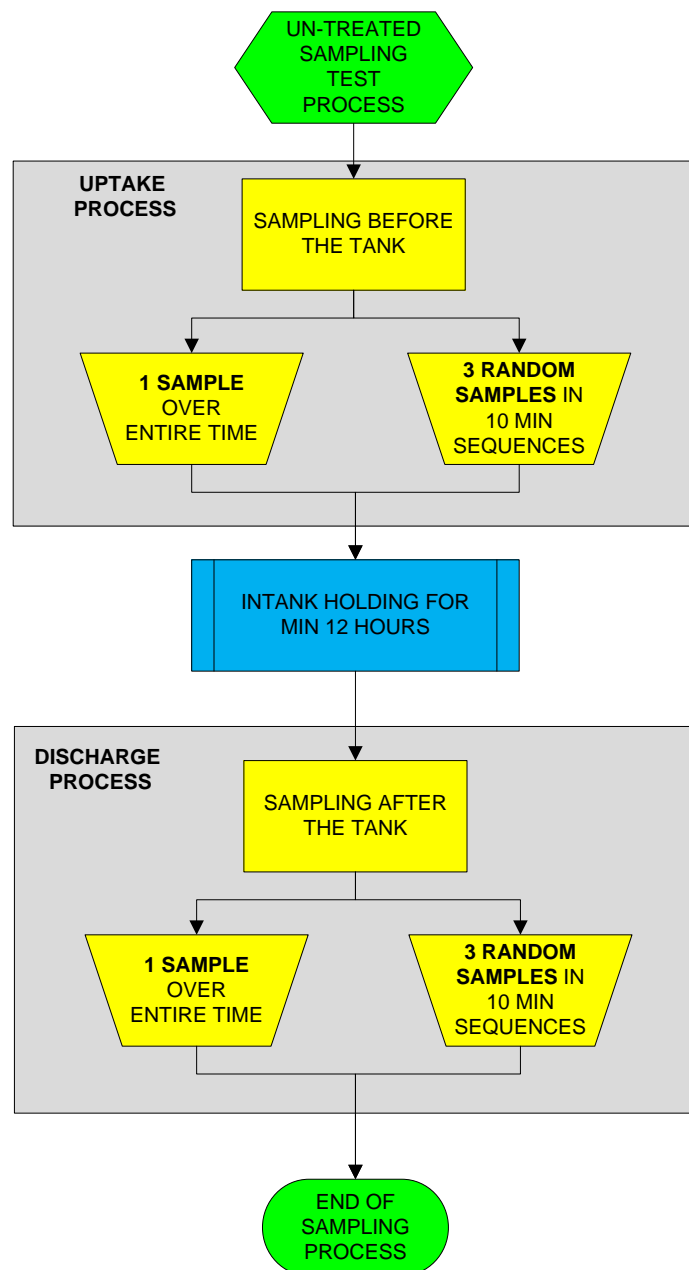 UN-TREATED
SAMPLING
TEST
PROCESS
UPTAKE
PROCESS
SAMPLING BEFORE
THE TANK
1 SAMPLE
OVER
ENTIRE TIME
3 RANDOM
SAMPLES IN
10 MIN
SEQUENCES
INTANK HOLDING FOR
MIN 12 HOURS
DISCHARGE
PROCESS
SAMPLING AFTER
THE TANK
1 SAMPLE
OVER
ENTIRE TIME
3 RANDOM
SAMPLES IN
10 MIN
SEQUENCES
END OF
SAMPLING
PROCESS